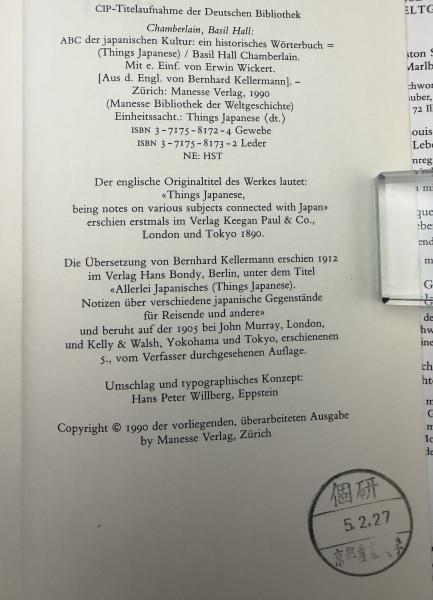 CIP-Titelaufnahme der Deutschen Bibliothek
Chamberlain, Basil Hall:
ABC der japanischen Kultur: ein historisches Wörterbuch =
(Things Japanese) / Basil Hall Chamberlain.
Mit e. Einf. von Erwin Wickert.
[Aus d. Engl. von Bernhard Kellermann]. –
Zürich: Manesse Verlag, 1990
(Manesse Bibliothek der Weltgeschichte)
Einheitssacht.: Things Japanese ⟨dt.⟩
ISBN 3-7175-8172-4 Gewebe
ISBN 3-7175-8173-2 Leder
NE: HST
Der englische Originaltitel des Werkes lautet:
«Things Japanese,
being notes on various subjects connected with Japan»
erschien erstmals im Verlag Keegan Paul & Co.,
London und Tokyo 1890.
Die Übersetzung von Bernhard Kellermann erschien 1912
im Verlag Hans Bondy, Berlin, unter dem Titel
«Allerlei Japanisches (Things Japanese).
Notizen über verschiedene japanische Gegenstände
für Reisende und andere»
und beruht auf der 1905 bei John Murray, London,
und Kelly & Walsh, Yokohama und Tokyo, erschienenen
5., vom Verfasser durchgesehenen Auflage.
Umschlag und typographisches Konzept:
Hans Peter Willberg, Eppstein
Copyright © 1990 der vorliegenden, überarbeiteten Ausgabe
by Manesse Verlag, Zürich
個研
5.2.27
京都産